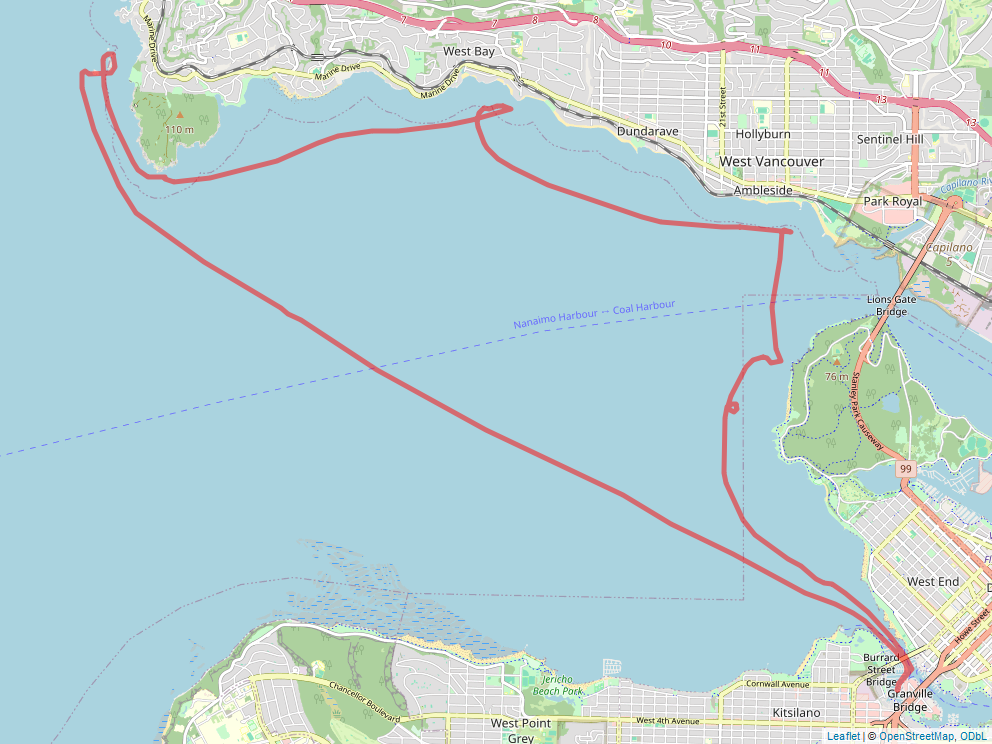 Marine Drive
7
7
8
8
West Bay
10
11
11
Marine Drive
Marine Drive
21st Street
13
13
110 m
Dundarave
Hollyburn
Sentinel Hill
West Vancouver
Ambleside
Park Royal
Capilano
5
Lions Gate
Bridge
Nanaimo Harbour -- Coal Harbour
76 m
Stanley Park Causeway
99
West End
Howe Street
Burrard
Street
Bridge
Granville
Bridge
Jericho
Beach Park
Cornwall Avenue
Chancellor Boulevard
West 4th Avenue
Kitsilano
West Point
Grey
Leaflet | © OpenStreetMap, ODbL